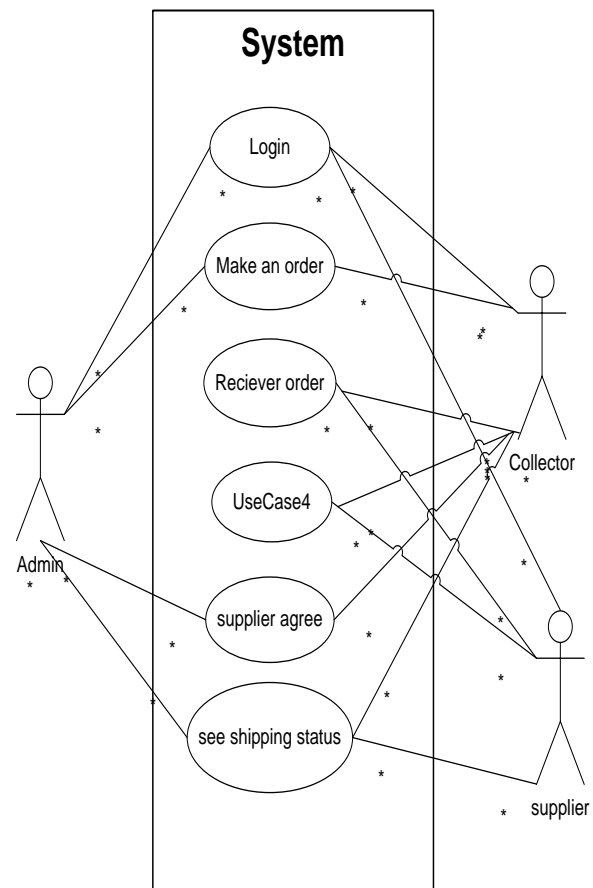 System
Login
Make an order
Reciever order
UseCase4
supplier agree
see shipping status
Admin
Collector
supplier